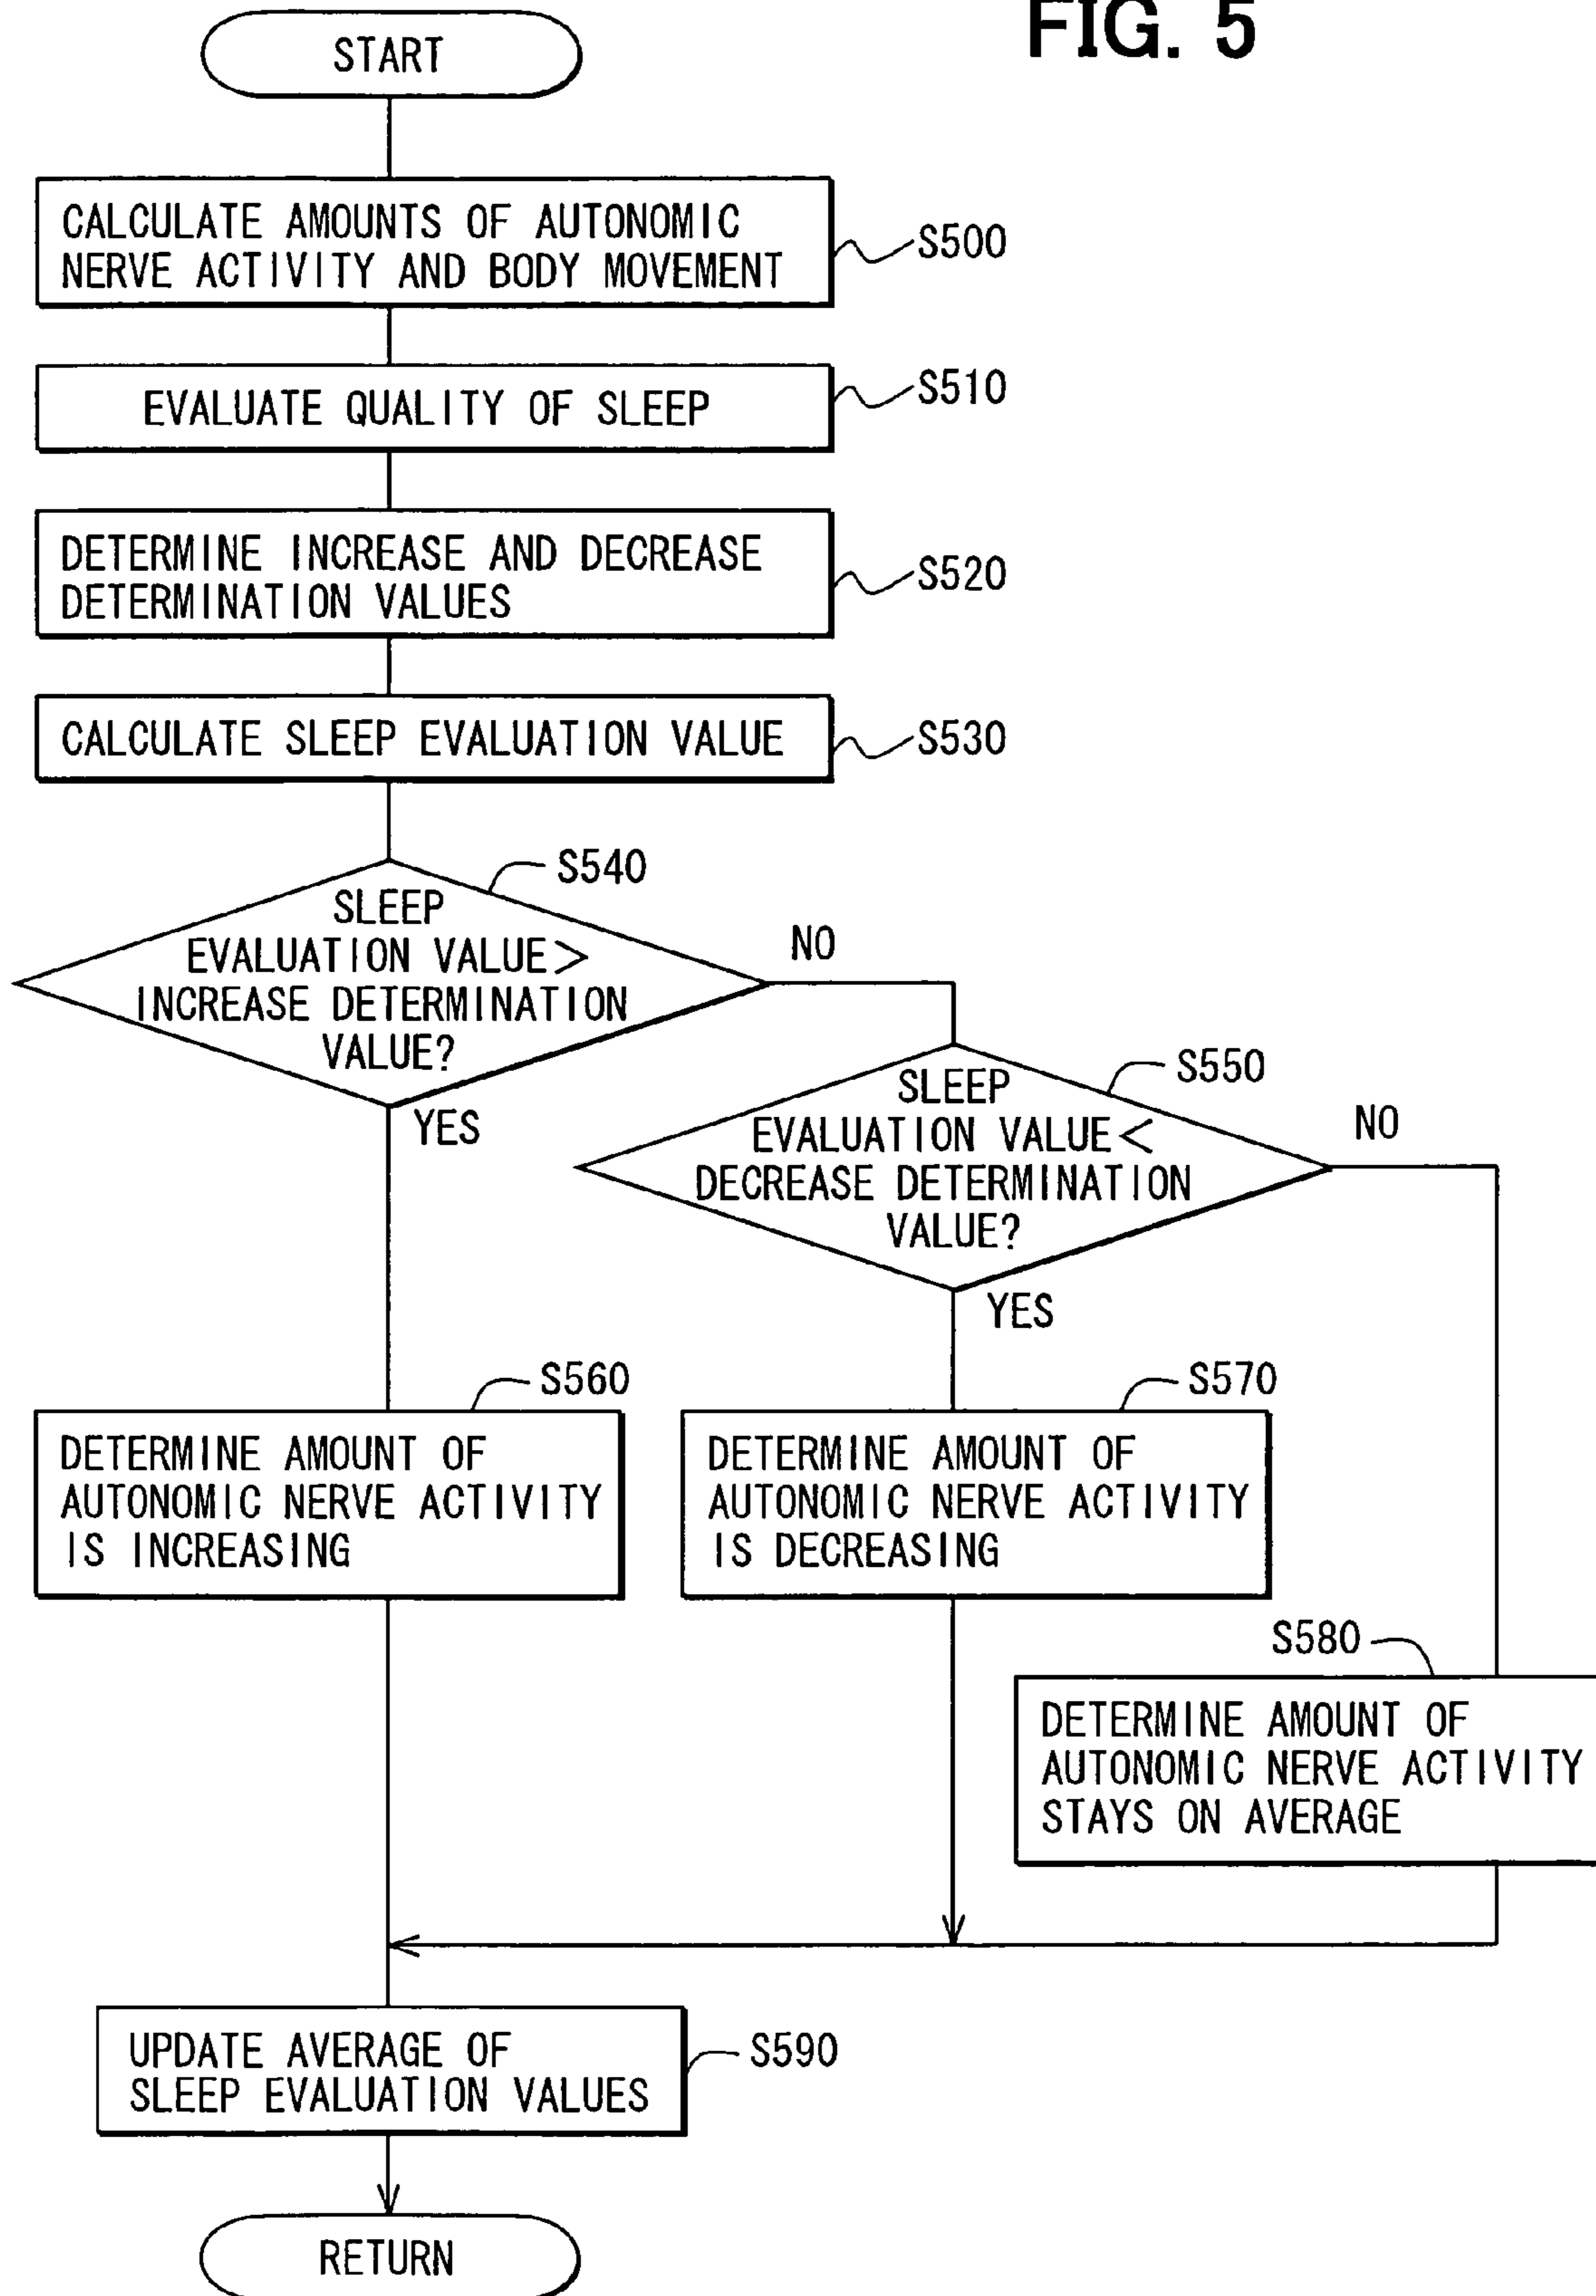 FIG. 5
START
CALCULATE AMOUNTS OF AUTONOMIC
NERVE ACTIVITY AND BODY MOVEMENT
S500
EVALUATE QUALITY OF SLEEP
S510
DETERMINE INCREASE AND DECREASE
DETERMINATION VALUES
S520
CALCULATE SLEEP EVALUATION VALUE
S530
S540
SLEEP
EVALUATION VALUE>
INCREASE DETERMINATION
VALUE?
NO
YES
S550
SLEEP
EVALUATION VALUE<
DECREASE DETERMINATION
VALUE?
NO
YES
S560
DETERMINE AMOUNT OF
AUTONOMIC NERVE ACTIVITY
IS INCREASING
S570
DETERMINE AMOUNT OF
AUTONOMIC NERVE ACTIVITY
IS DECREASING
S580
DETERMINE AMOUNT OF
AUTONOMIC NERVE ACTIVITY
STAYS ON AVERAGE
UPDATE AVERAGE OF
SLEEP EVALUATION VALUES
S590
RETURN